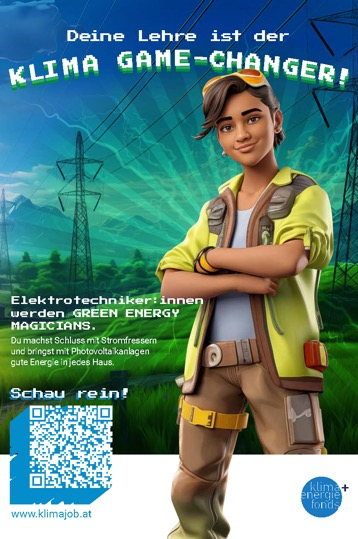 Deine Lehre ist der
KLIMA GAME-CHANGER!
Elektrotechniker:innen
werden GREEN ENERGY
MAGICIANS.
Du machst Schluss mit Stromfressern
und bringst mit Photovoltaikanlagen
gute Energie in jedes Haus.
Schau rein!
www.klimajob.at
klima+
energie
fonds